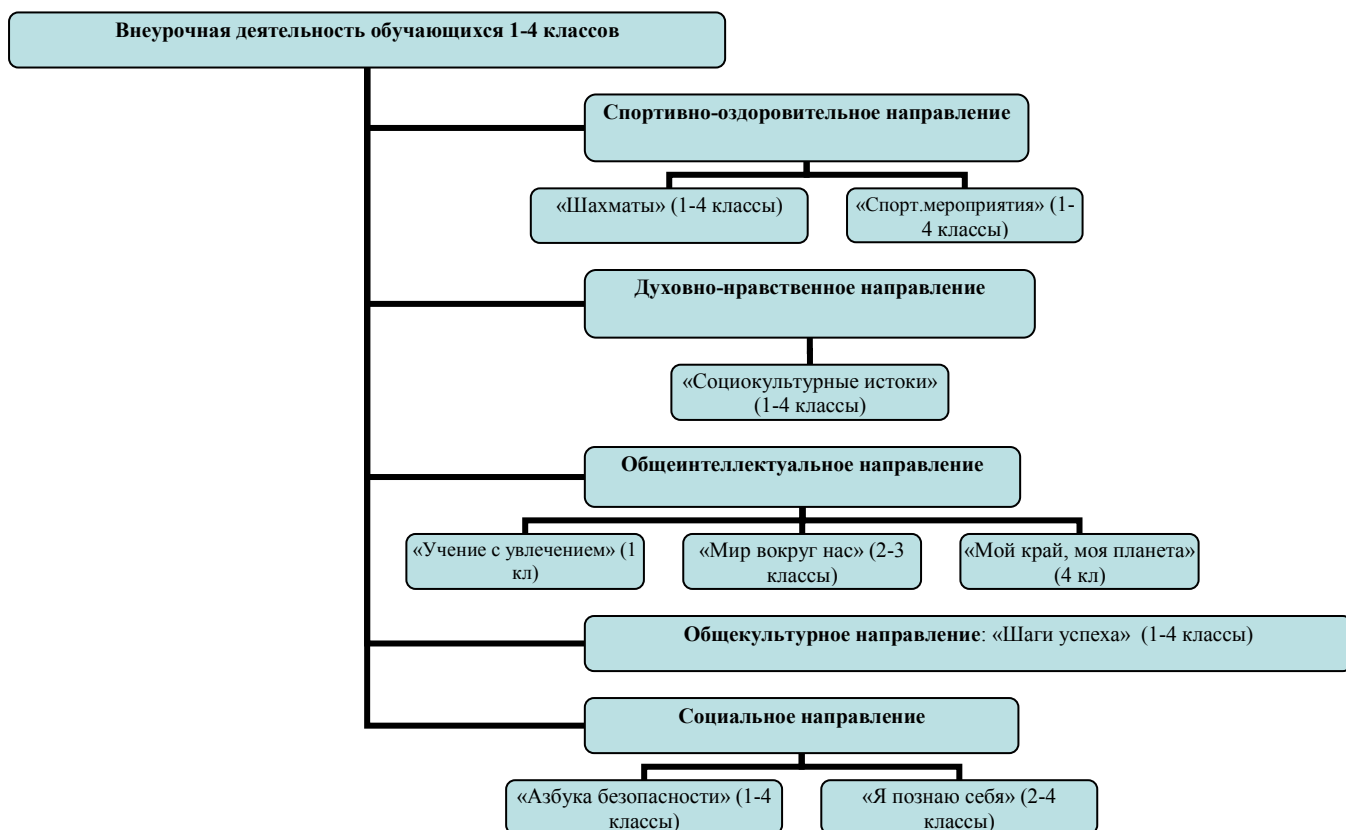 Внеурочная деятельность обучающихся 1-4 классов
Спортивно-оздоровительное направление
«Шахматы» (1-4 классы)
«Спорт.мероприятия» (1-
4 классы)
Духовно-нравственное направление
«Социокультурные истоки»
(1-4 классы)
Общеинтеллектуальное направление
«Учение с увлечением» (1
кл)
«Мир вокруг нас» (2-3
классы)
«Мой край, моя планета»
(4 кл)
Общекультурное направление: «Шаги успеха» (1-4 классы)
Социальное направление
«Азбука безопасности» (1-4
классы)
«Я познаю себя» (2-4
классы)